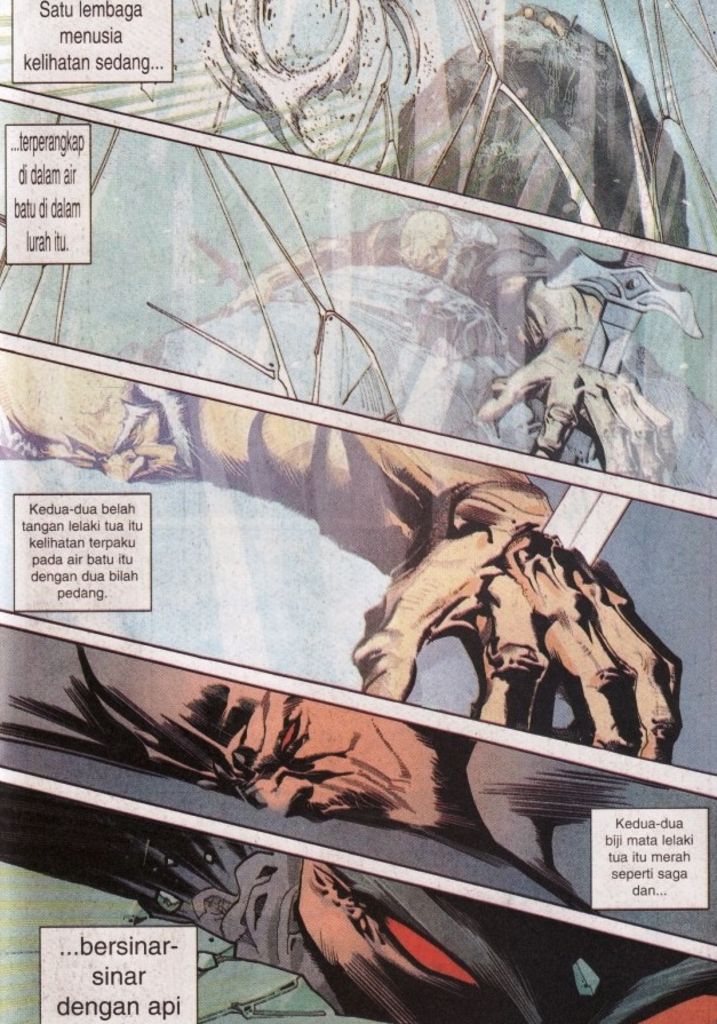 Satu lembaga
menusia
kelihatan sedang...
...terperangkap
di dalam air
batu di dalam
lurah itu.
Kedua-dua belah
tangan lelaki tua itu
kelihatan terpaku
pada air batu itu
dengan dua bilah
pedang.
Kedua-dua
biji mata lelaki
tua itu merah
seperti saga
dan...
...bersinar-
sinar
dengan api